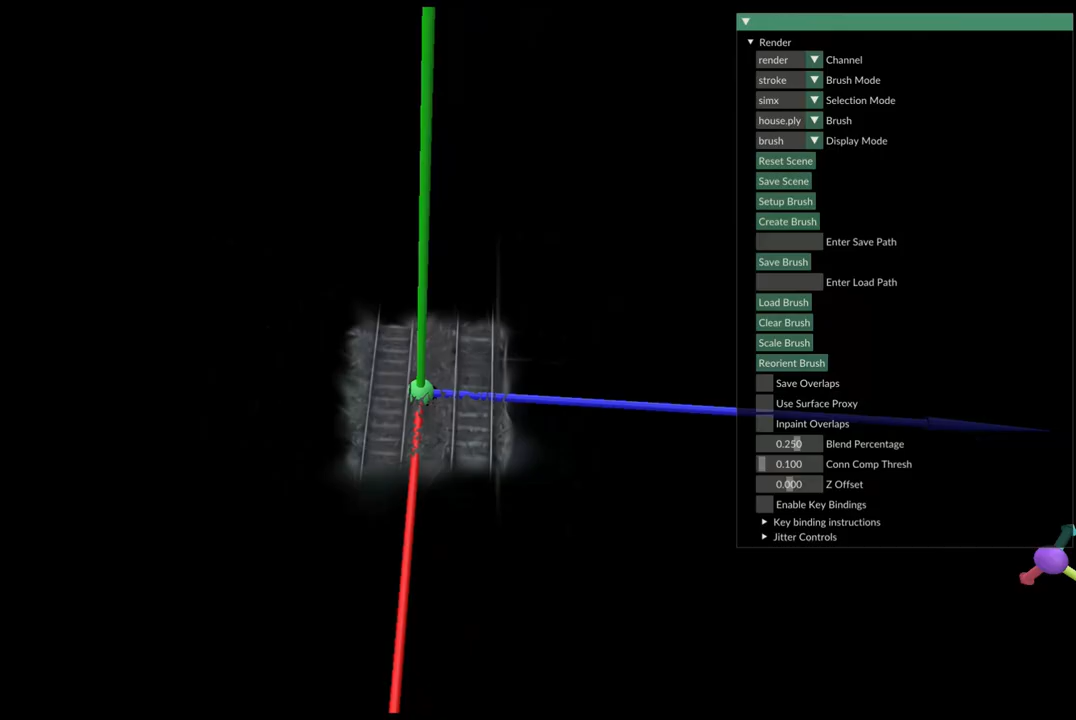 Render
render Channel
stroke Brush Mode
simx Selection Mode
house.ply Brush
brush Display Mode
Reset Scene
Save Scene
Setup Brush
Create Brush
Enter Save Path
Save Brush
Enter Load Path
Load Brush
Clear Brush
Scale Brush
Reorient Brush
Save Overlaps
Use Surface Proxy
Inpaint Overlaps
0.250 Blend Percentage
0.100 Conn Comp Thresh
0.000 Z Offset
Enable Key Bindings
Key binding instructions
Jitter Controls